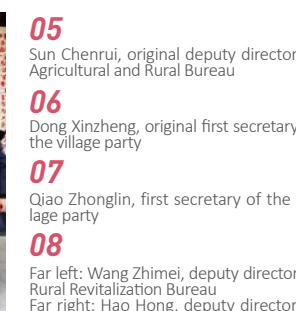 05
Sun Chenrui, original deputy director
Agricultural and Rural Bureau
06
Dong Xinzheng, original first secretary
the village party
07
Qiao Zhonglin, first secretary of the
lage party
08
Far left: Wang Zhimei, deputy director
Rural Revitalization Bureau
Far right: Hao Hong, deputy director